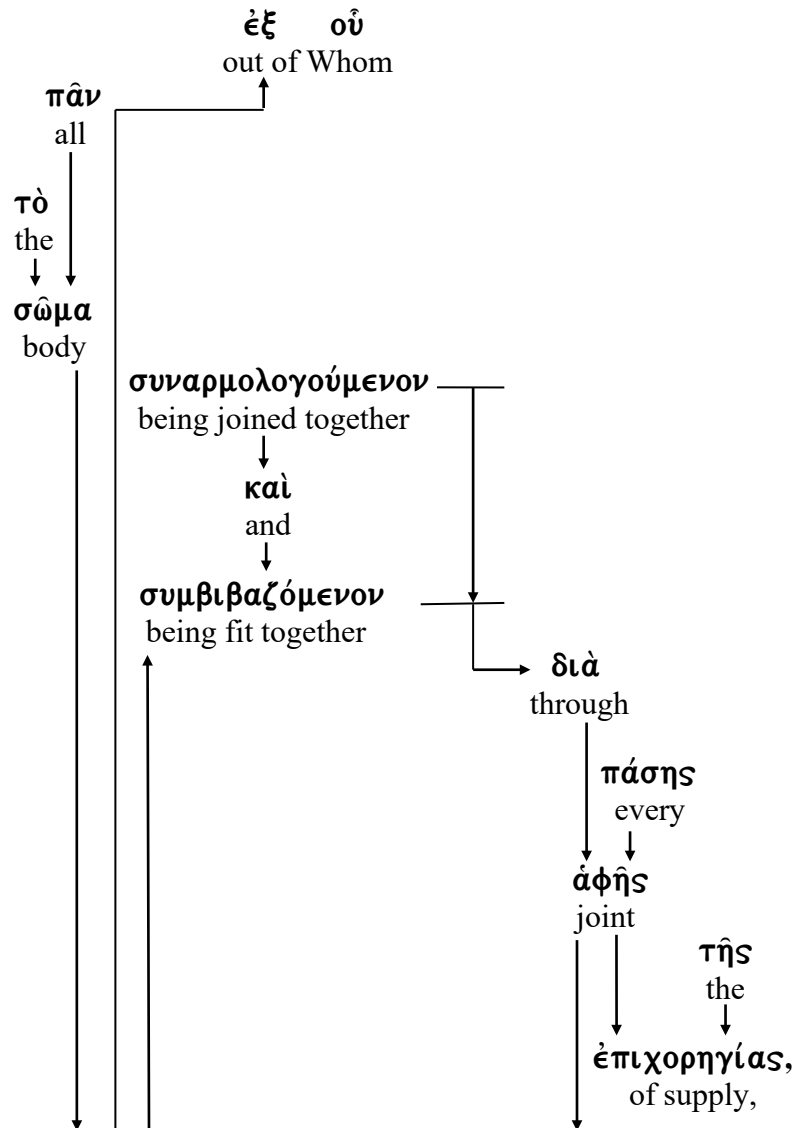 ἐξ οὗ
out of Whom
πᾶν
all
τὸ
the
σῶμα
body
συναρμολογούμενον
being joined together
καὶ
and
συμβιβαζόμενον
being fit together
διὰ
through
πάσης
every
ἁφῆς
joint
τῆς
the
ἐπιχορηγίας,
of supply,